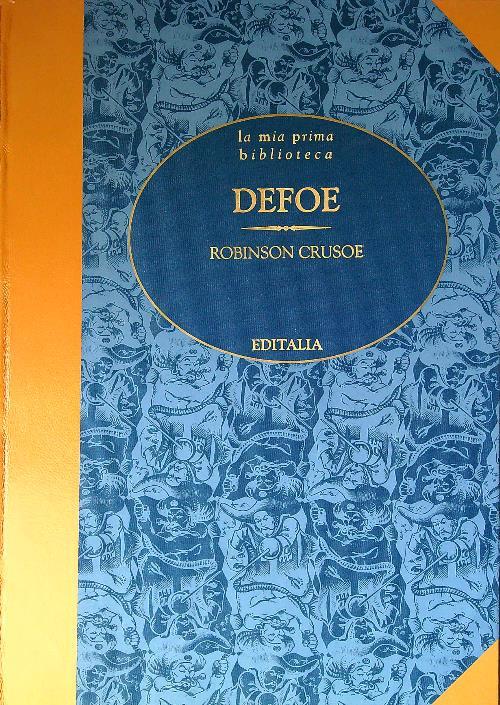 la mia prima
biblioteca
DEFOE
ROBINSON CRUSOE
EDITALIA